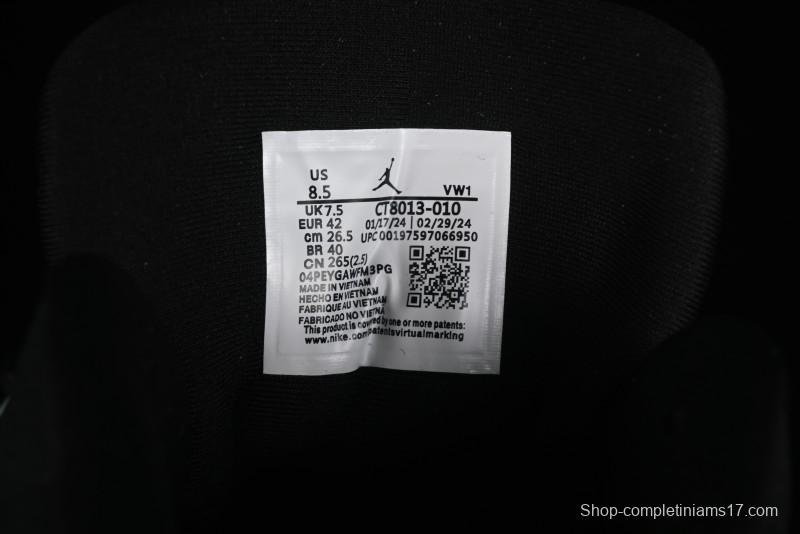 US
8.5 VW1
UK 7.5 CT8013-010
EUR 42 01/17/24 | 02/29/24
cm 26.5 UPC 00197597066950
BR 40
CN 265(2.5)
04PEYGAWFM3PG
MADE IN VIETNAM
HECHO EN VIETNAM
FABRIQUE AU VIETNAM
FABRICADO NO VIETNA
This product is covered by one or more patents:
www.nike.com/patentsvirtualmarking
Shop-completiniams17.com